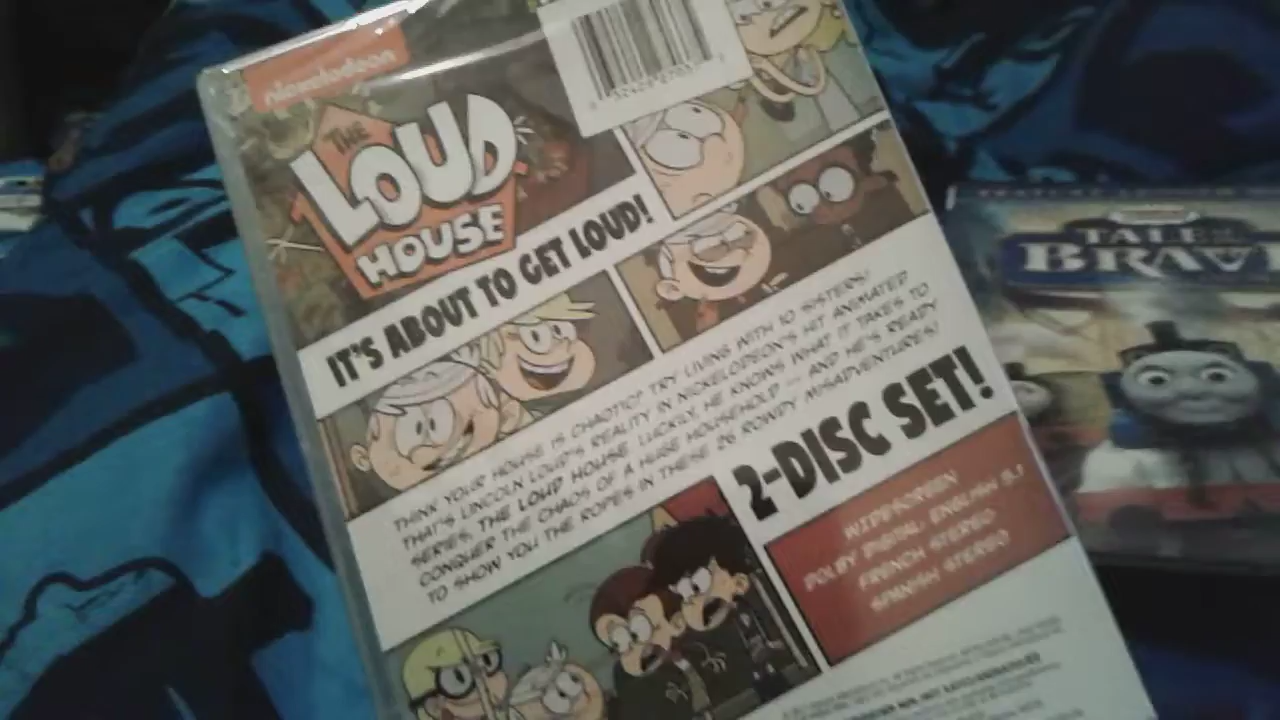 nickelodeon
THE
LOUD
HOUSE
IT'S ABOUT TO GET LOUD!
THINK YOUR HOUSE IS CHAOTIC? TRY LIVING WITH 10 SISTERS!
THAT'S LINCOLN LOUD'S REALITY IN NICKELODEON'S HIT ANIMATED
SERIES, THE LOUD HOUSE. LUCKILY, HE KNOWS WHAT IT TAKES TO
CONQUER THE CHAOS OF A HUGE HOUSEHOLD -- AND HE'S READY
TO SHOW YOU THE ROPES IN THESE 26 ROWDY MISADVENTURES!
2-DISC SET!
WIDESCREEN
DOLBY DIGITAL: ENGLISH 5.1
FRENCH STEREO
SPANISH STEREO
TALE
BRAVE